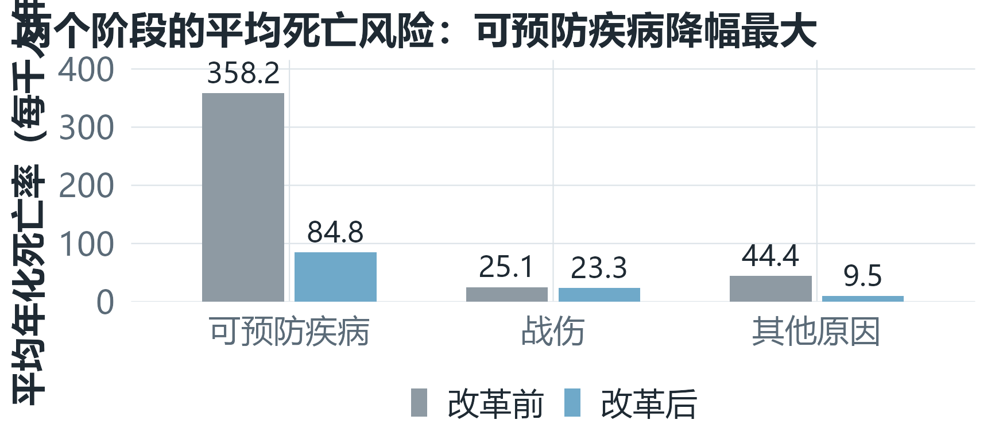 两个阶段的平均死亡风险：可预防疾病降幅最大
平均年化死亡率（每千人年
400
300
200
100
0
358.2
84.8
25.1
23.3
44.4
9.5
可预防疾病
战伤
其他原因
改革前
改革后